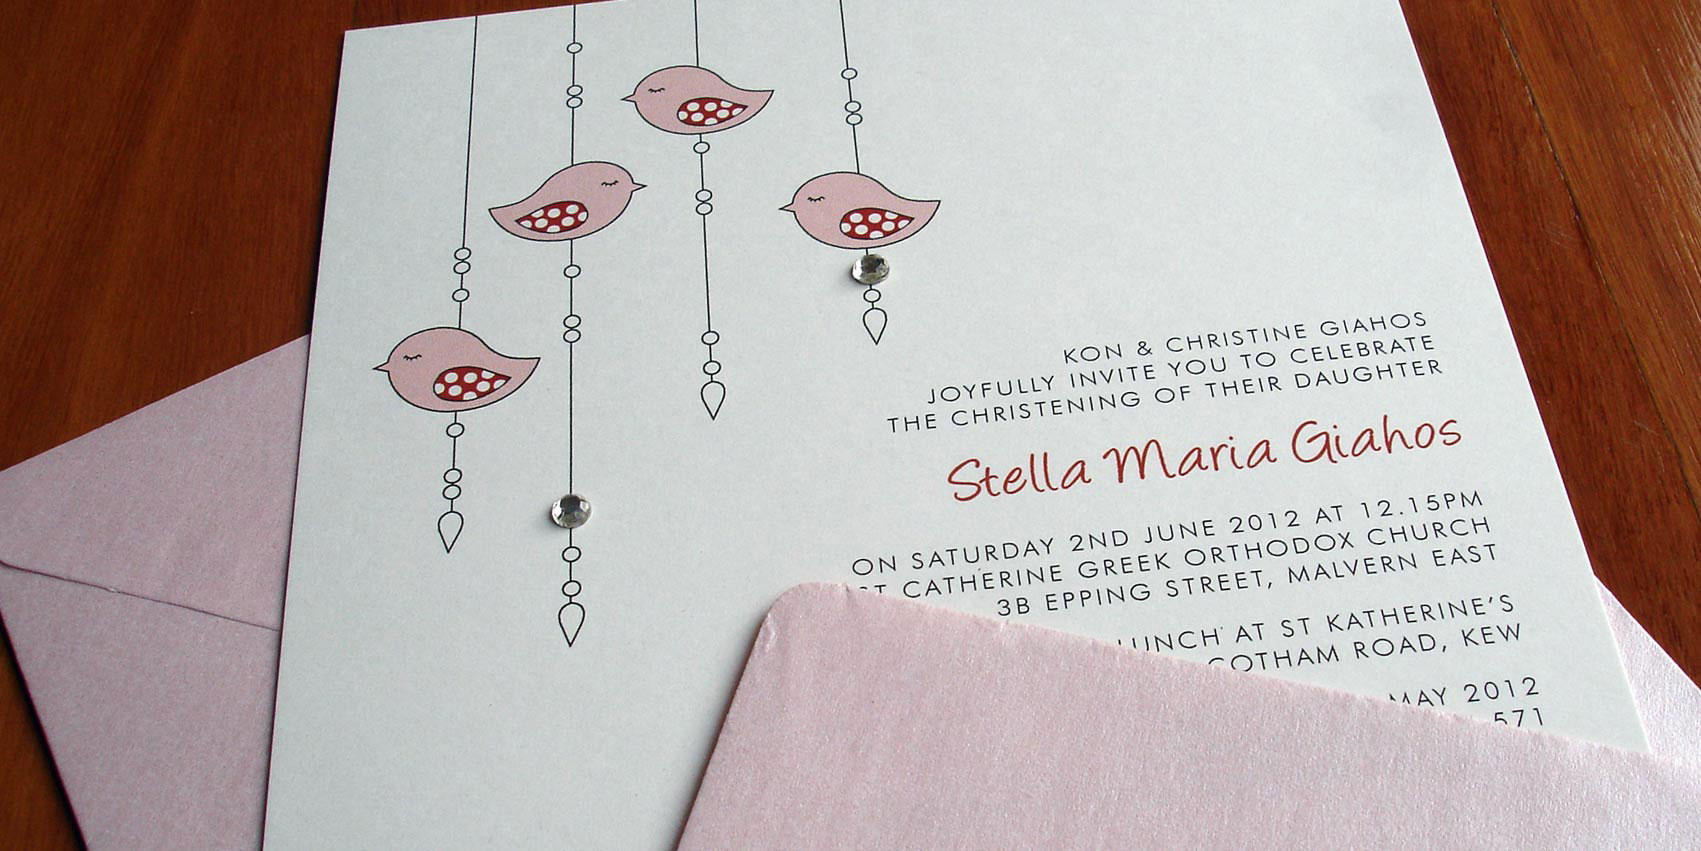 KON & CHRISTINE GIAHOS
JOYFULLY INVITE YOU TO CELEBRATE
THE CHRISTENING OF THEIR DAUGHTER
Stella Maria Giahos
ON SATURDAY 2ND JUNE 2012 AT 12.15PM
ST CATHERINE GREEK ORTHODOX CHURCH
3B EPPING STREET, MALVERN EAST
LUNCH AT ST KATHERINE'S
COTHAM ROAD, KEW
MAY 2012
571